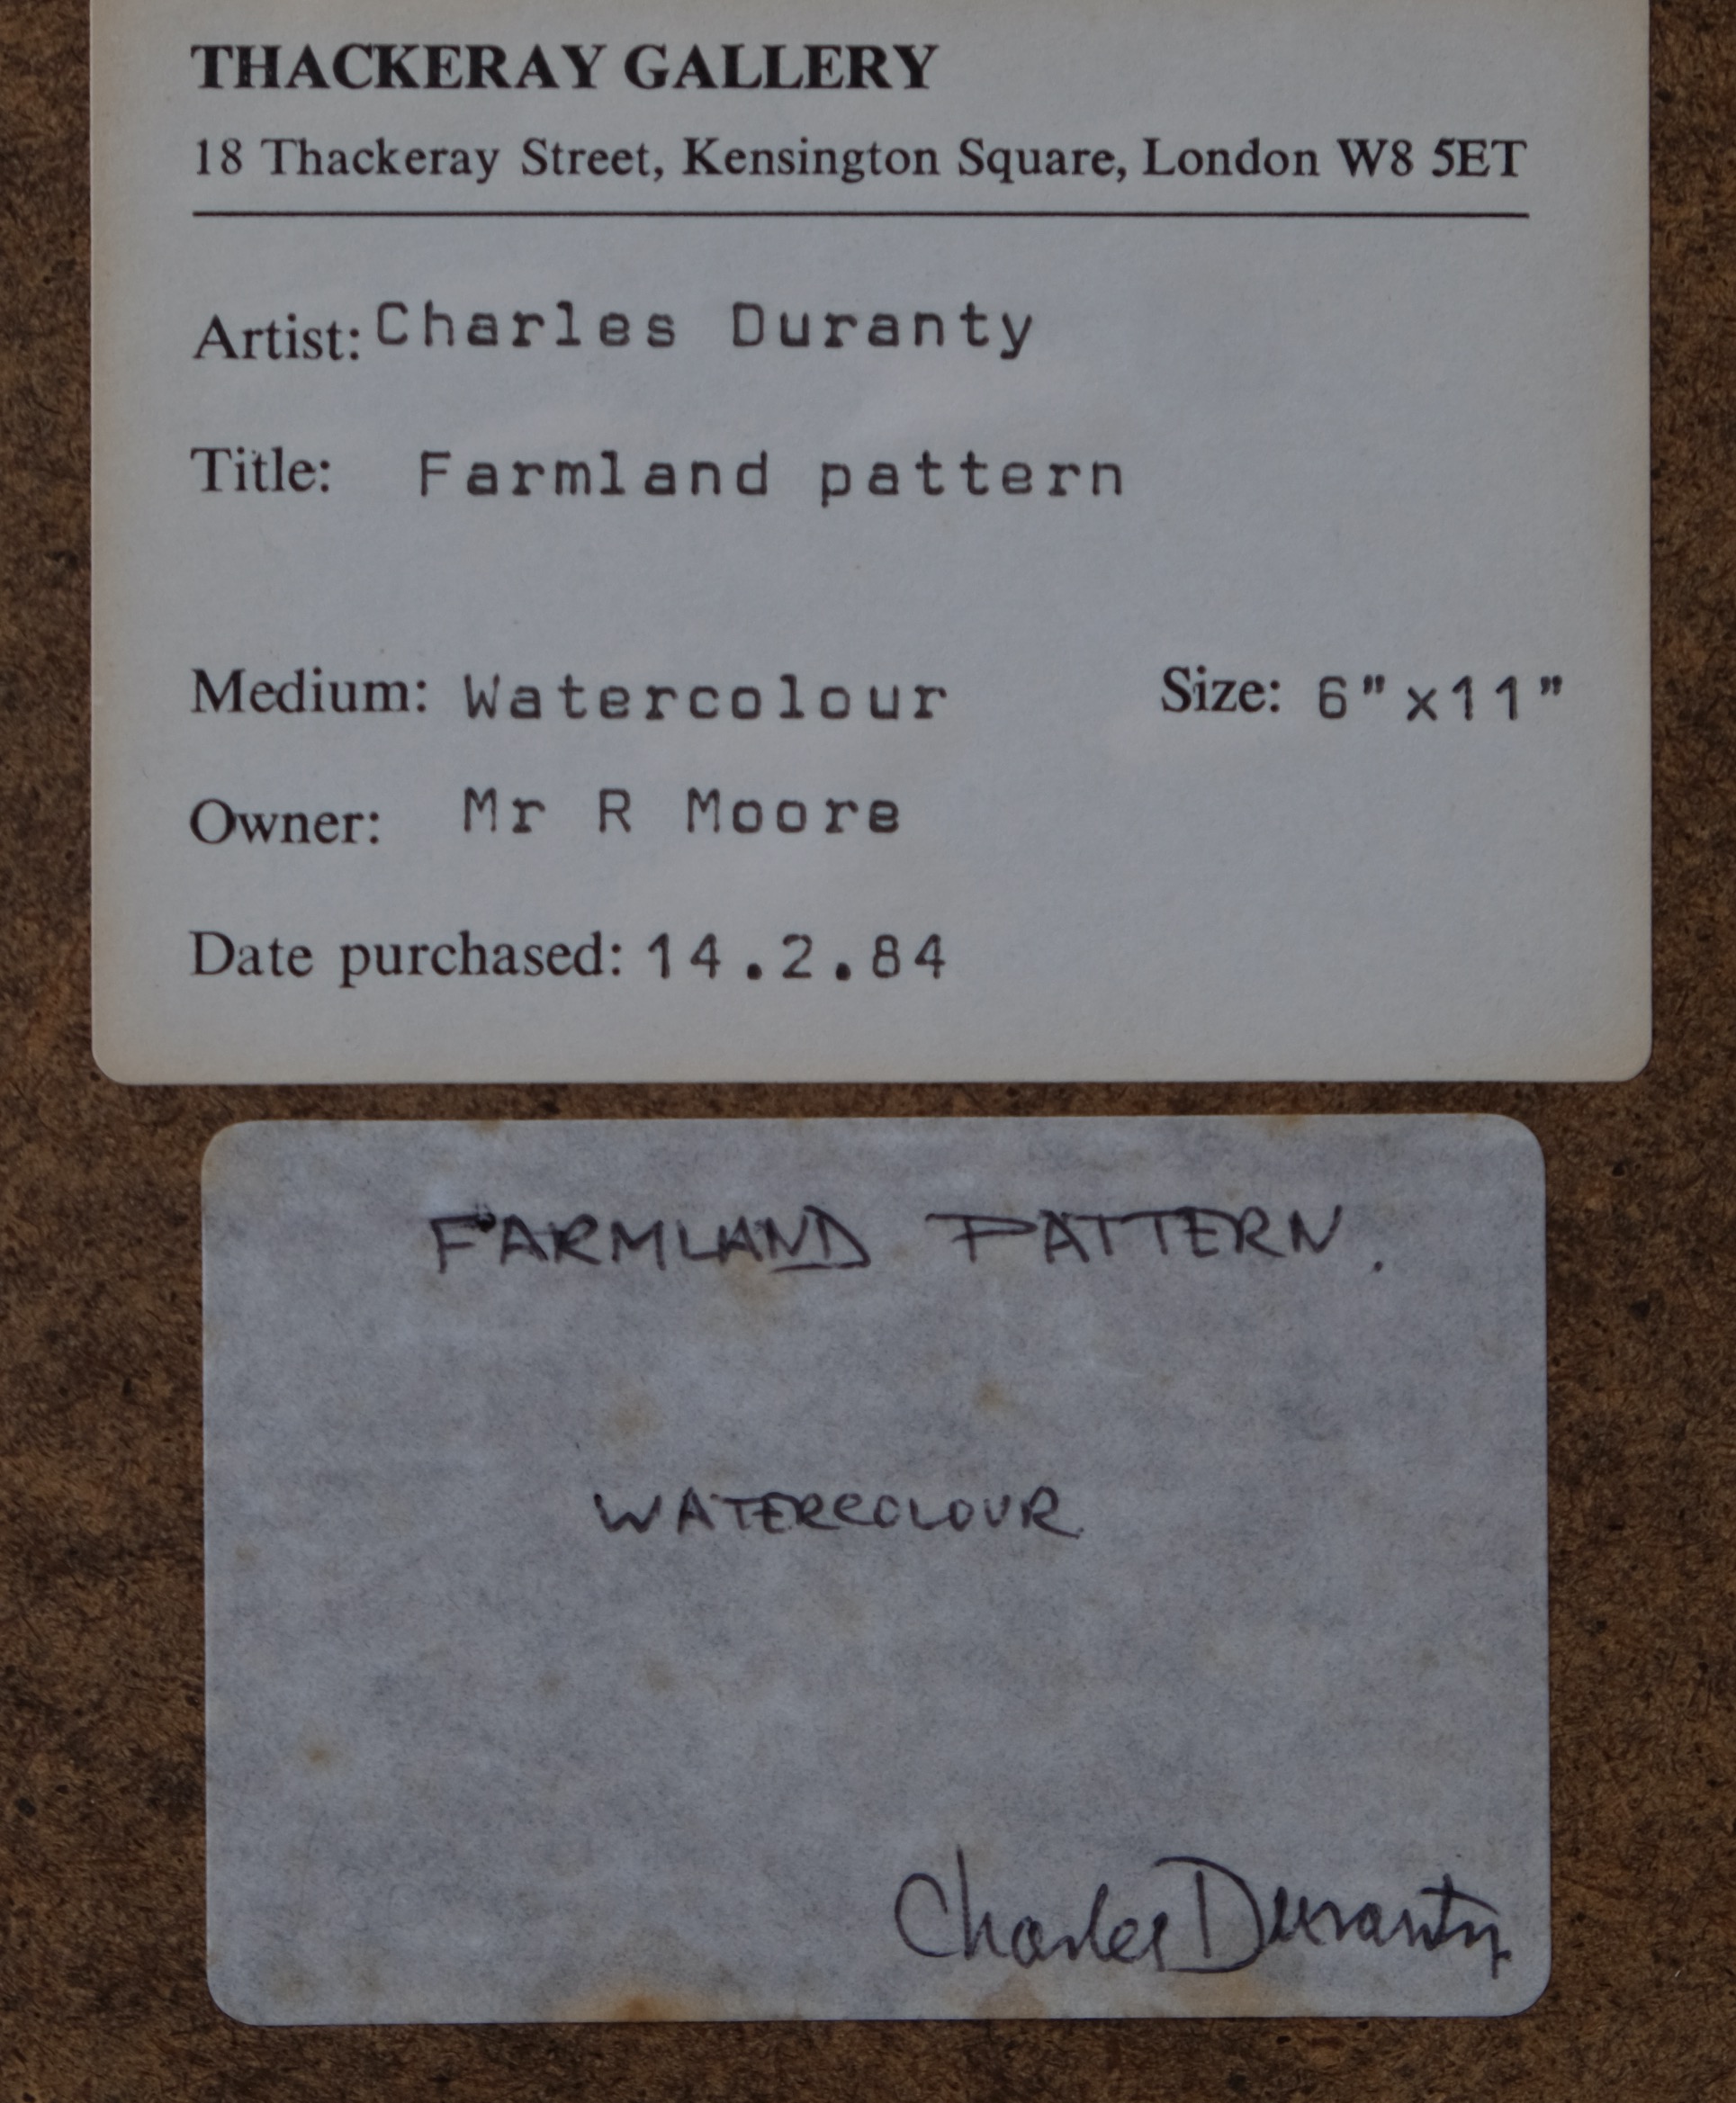 THACKERAY GALLERY
18 Thackeray Street, Kensington Square, London W8 5ET
Artist: Charles Duranty
Title: Farmland pattern
Medium: Watercolour Size: 6"x11"
Owner: Mr R Moore
Date purchased: 14.2.84
FARMLAND PATTERN.
WATERCOLOUR
Charles Duranty